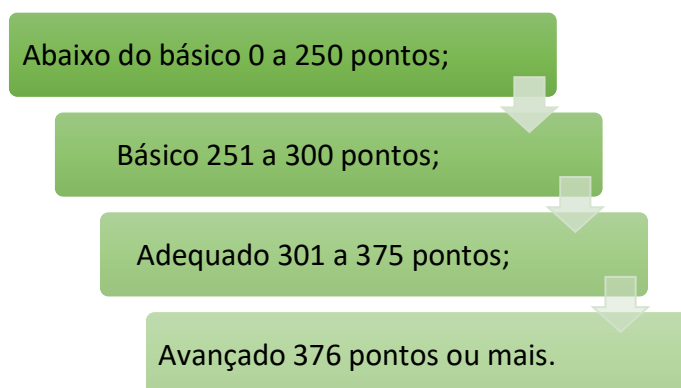 Abaixo do básico 0 a 250 pontos;
Básico 251 a 300 pontos;
Adequado 301 a 375 pontos;
Avançado 376 pontos ou mais.